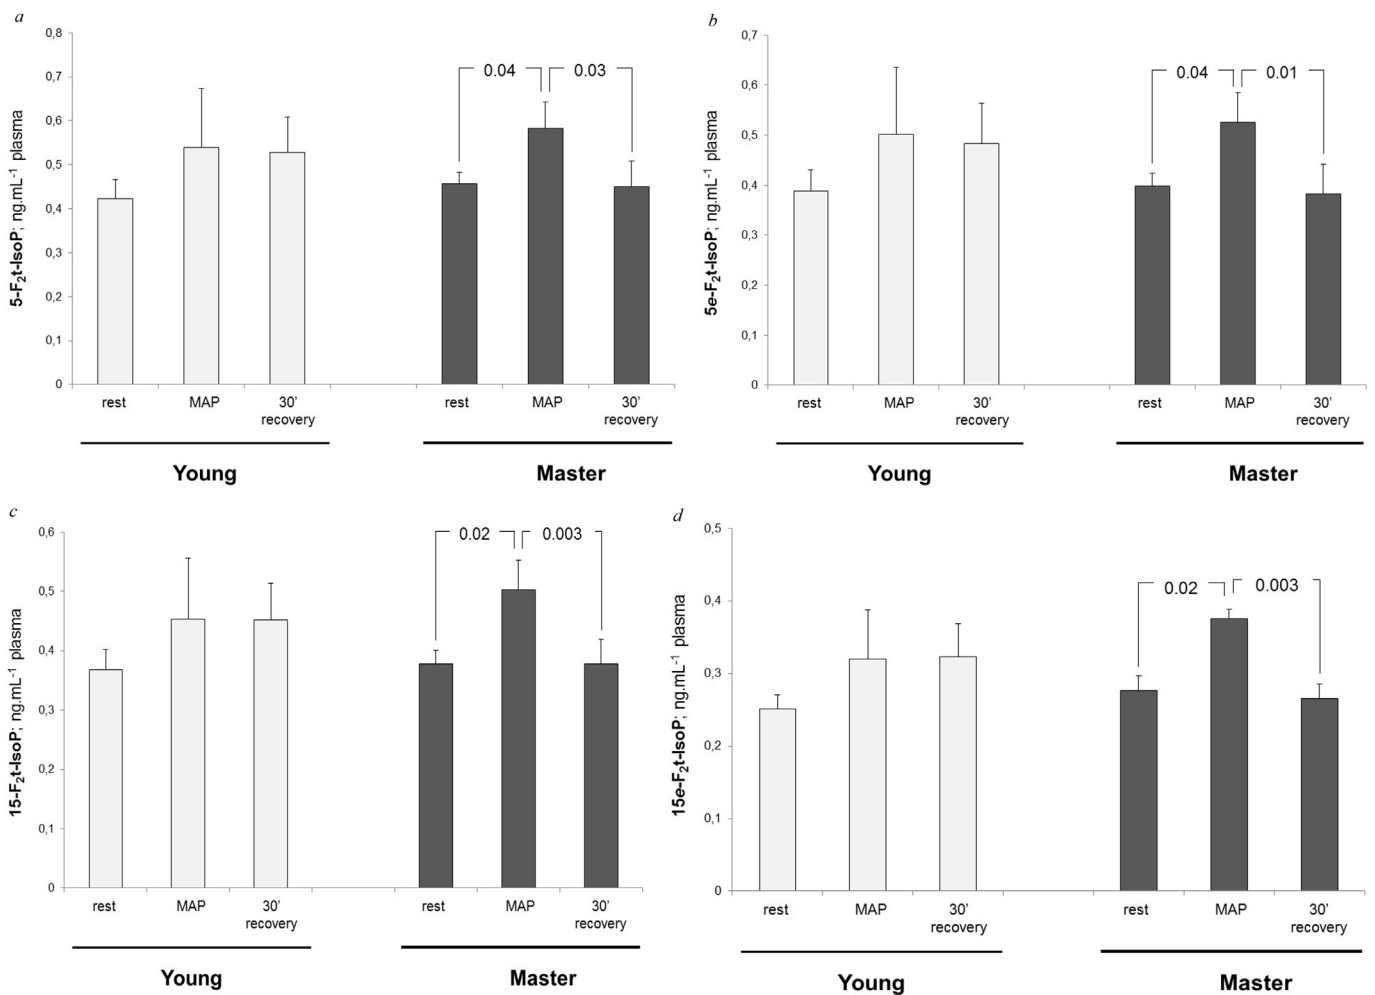 a
0,8
0,7
0,6
0,5
0,4
0,3
0,2
0,1
0
5-F2t-IsoP; ng.mL-1 plasma
0.04 0.03
rest MAP 30' recovery rest MAP 30' recovery
Young Master
b
0,7
0,6
0,5
0,4
0,3
0,2
0,1
0
5e-F2t-IsoP; ng.mL-1 plasma
0.04 0.01
rest MAP 30' recovery rest MAP 30' recovery
Young Master
c
0,6
0,5
0,4
0,3
0,2
0,1
0
15-F2t-IsoP; ng.mL-1 plasma
0.02 0.003
rest MAP 30' recovery rest MAP 30' recovery
Young Master
d
0,5
0,4
0,3
0,2
0,1
0
15e-F2t-IsoP; ng.mL-1 plasma
0.02 0.003
rest MAP 30' recovery rest MAP 30' recovery
Young Master